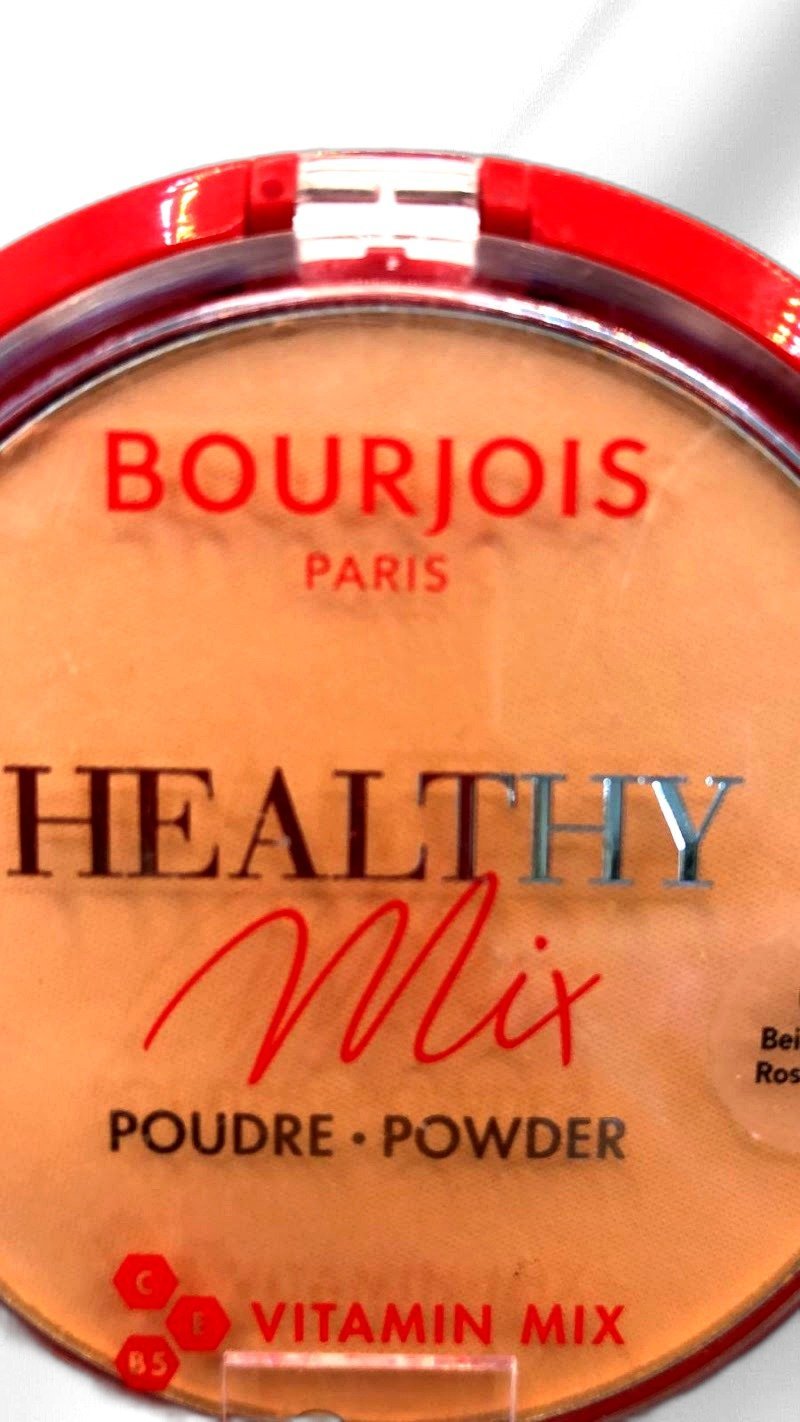 BOURJOIS
PARIS
HEALTHY
Mix
POUDRE • POWDER
C
E
B5
VITAMIN MIX